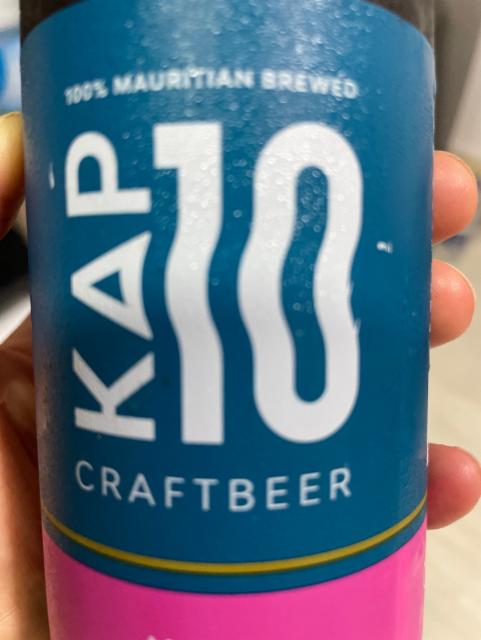 100% MAURITIAN BREWED
KAP
10
CRAFTBEER